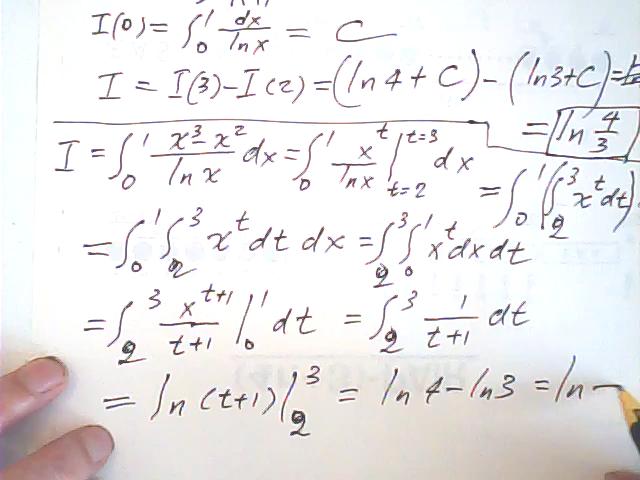 I(0) = ∫₀¹ dx/ln x = C
I = I(3) - I(2) = (ln 4 + C) - (ln 3 + C) =
= ln 4/3
I = ∫₀¹ (x³ - x²)/ln x dx = ∫₀¹ x^t/ln x |_{t=2}^{t=3} dx
= ∫₀¹ (∫₂³ x^t dt)
= ∫₀¹ ∫₂³ x^t dt dx = ∫₂³ ∫₀¹ x^t dx dt
= ∫₂³ x^{t+1}/(t+1) |₀¹ dt = ∫₂³ 1/(t+1) dt
= ln (t+1) |₂³ = ln 4 - ln 3 = ln